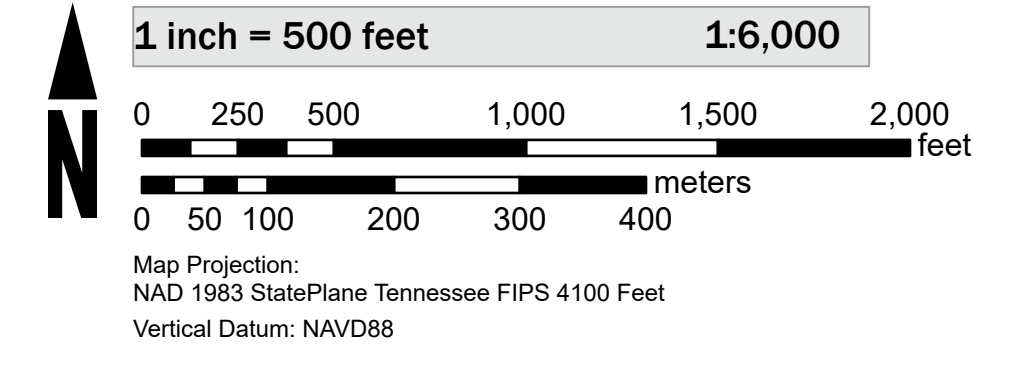 1 inch = 500 feet 1:6,000
0 250 500 1,000 1,500 2,000
feet
meters
0 50 100 200 300 400
N
Map Projection:
NAD 1983 StatePlane Tennessee FIPS 4100 Feet
Vertical Datum: NAVD88